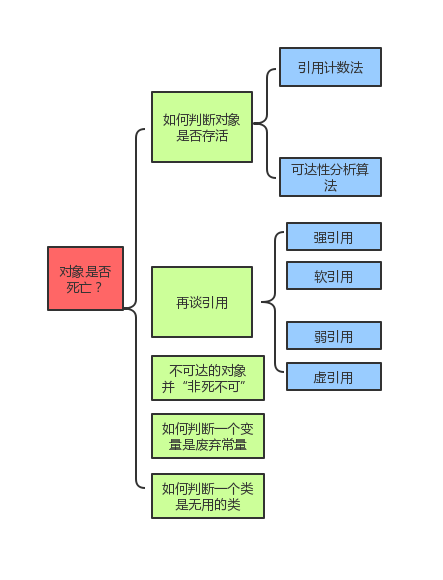 对象是否
死亡？
如何判断对象
是否存活
引用计数法
可达性分析算
法
再谈引用
强引用
软引用
弱引用
虚引用
不可达的对象
并“非死不可”
如何判断一个变
量是废弃常量
如何判断一个类
是无用的类